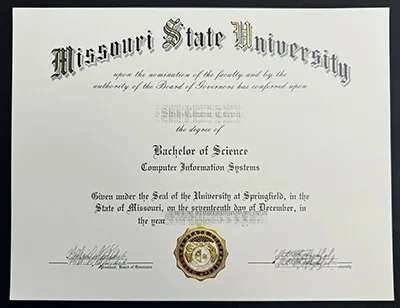 Missouri State University
upon the nomination of the faculty and by the
authority of the Board of Governors has conferred upon
the degree of
Bachelor of Science
Computer Information Systems
Given under the Seal of the University at Springfield, in the
State of Missouri, on the seventeenth day of December, in
the year